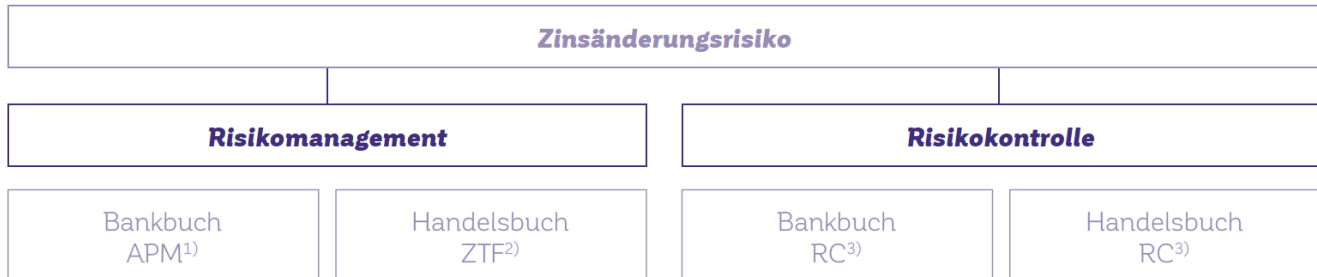 Zinsänderungsrisiko
Risikomanagement
Risikokontrolle
Bankbuch
APM¹⁾
Handelsbuch
ZTF²⁾
Bankbuch
RC³⁾
Handelsbuch
RC³⁾